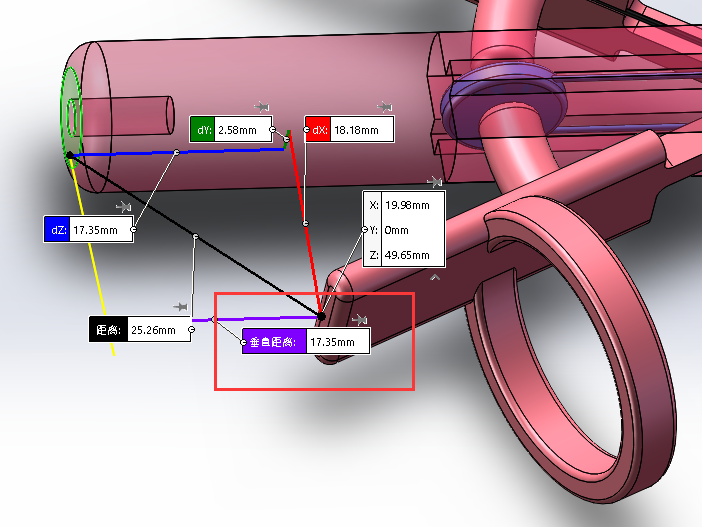 dY: 2.58mm
dX: 18.18mm
X: 19.98mm
Y: 0mm
Z: 49.65mm
dZ: 17.35mm
距离: 25.26mm
垂直距离: 17.35mm